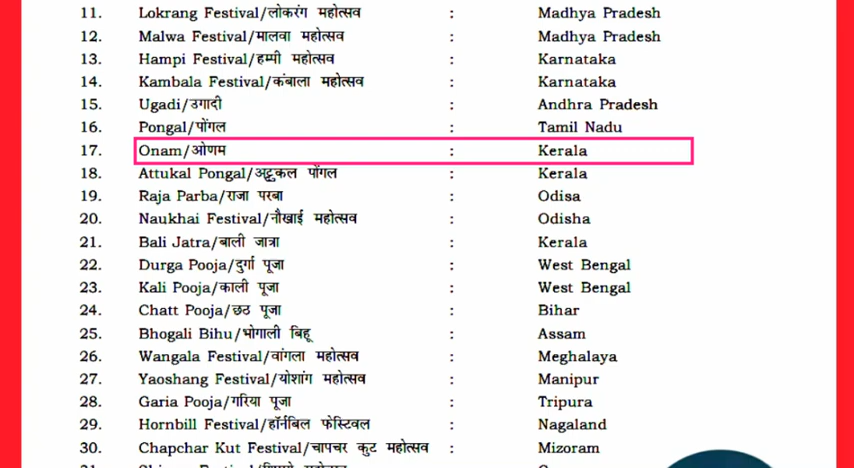 11. Lokrang Festival/लोकरंग महोत्सव : Madhya Pradesh
12. Malwa Festival/मालवा महोत्सव : Madhya Pradesh
13. Hampi Festival/हम्पी महोत्सव : Karnataka
14. Kambala Festival/कंबाला महोत्सव : Karnataka
15. Ugadi/उगादी : Andhra Pradesh
16. Pongal/पोंगल : Tamil Nadu
17. Onam/ओणम : Kerala
18. Attukal Pongal/अट्टुकल पोंगल : Kerala
19. Raja Parba/राजा परबा : Odisa
20. Naukhai Festival/नौखाई महोत्सव : Odisha
21. Bali Jatra/बाली जात्रा : Kerala
22. Durga Pooja/दुर्गा पूजा : West Bengal
23. Kali Pooja/काली पूजा : West Bengal
24. Chatt Pooja/छठ पूजा : Bihar
25. Bhogali Bihu/भोगाली बिहू : Assam
26. Wangala Festival/वांगला महोत्सव : Meghalaya
27. Yaoshang Festival/योशांग महोत्सव : Manipur
28. Garia Pooja/गरिया पूजा : Tripura
29. Hornbill Festival/हॉर्नबिल फेस्टिवल : Nagaland
30. Chapchar Kut Festival/चापचर कुट महोत्सव : Mizoram